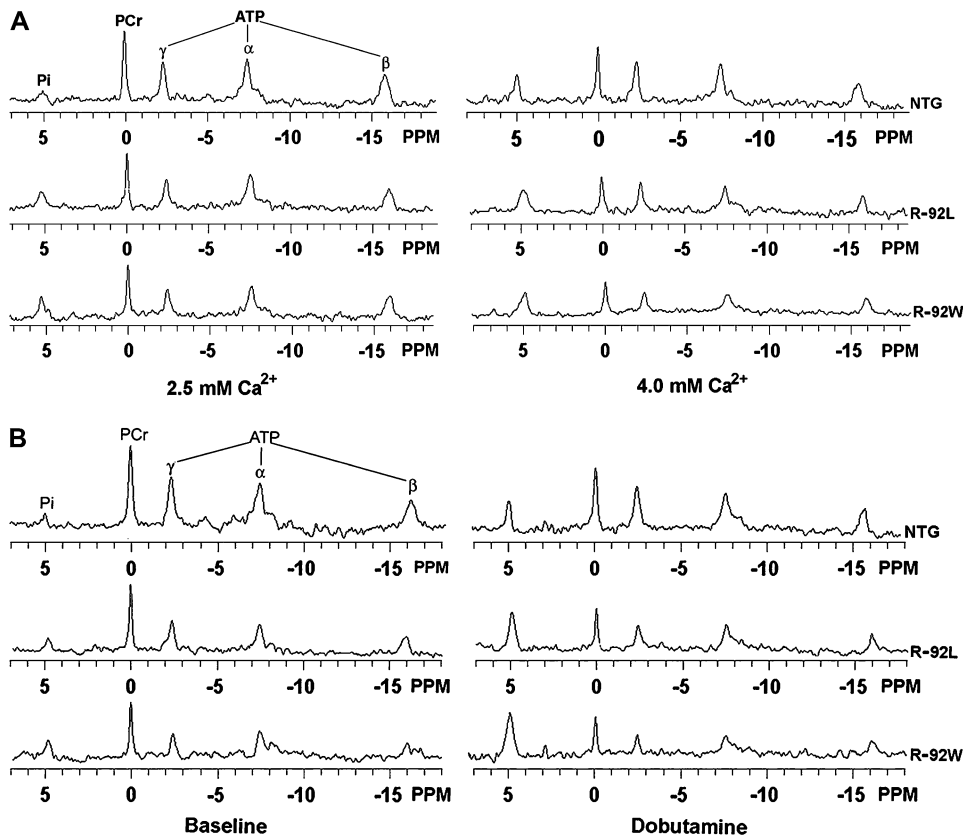 A
PCr
ATP
γ
α
β
Pi
NTG
5 0 -5 -10 -15 PPM
5 0 -5 -10 -15 PPM
R-92L
5 0 -5 -10 -15 PPM
5 0 -5 -10 -15 PPM
R-92W
5 0 -5 -10 -15 PPM
5 0 -5 -10 -15 PPM
2.5 mM Ca2+
4.0 mM Ca2+
B
PCr
ATP
γ
α
β
Pi
NTG
5 0 -5 -10 -15 PPM
5 0 -5 -10 -15 PPM
R-92L
5 0 -5 -10 -15 PPM
5 0 -5 -10 -15 PPM
R-92W
5 0 -5 -10 -15 PPM
5 0 -5 -10 -15 PPM
Baseline
Dobutamine